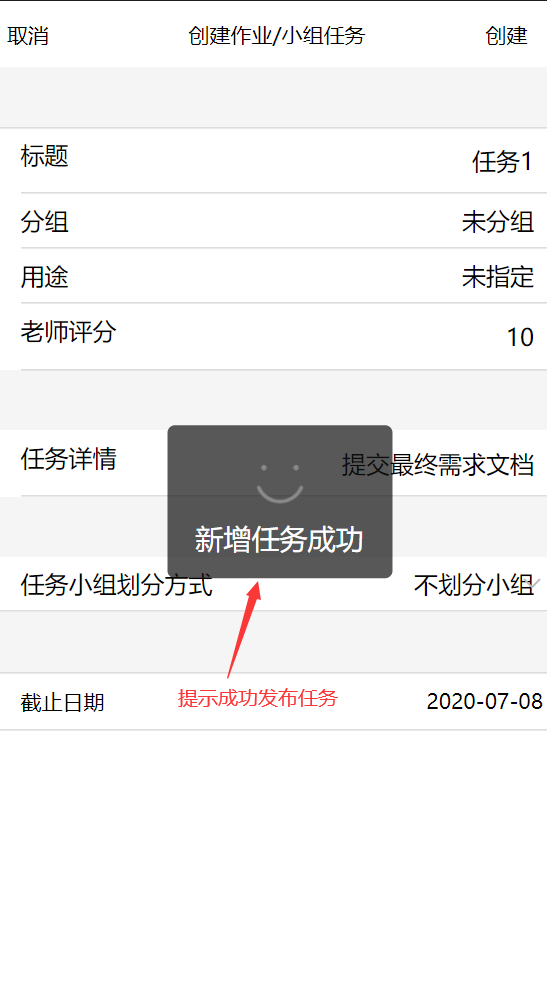 取消 创建作业/小组任务 创建
标题 任务1
分组 未分组
用途 未指定
老师评分 10
任务详情 提交最终需求文档
新增任务成功
任务小组划分方式 不划分小组
提示成功发布任务
截止日期 2020-07-08